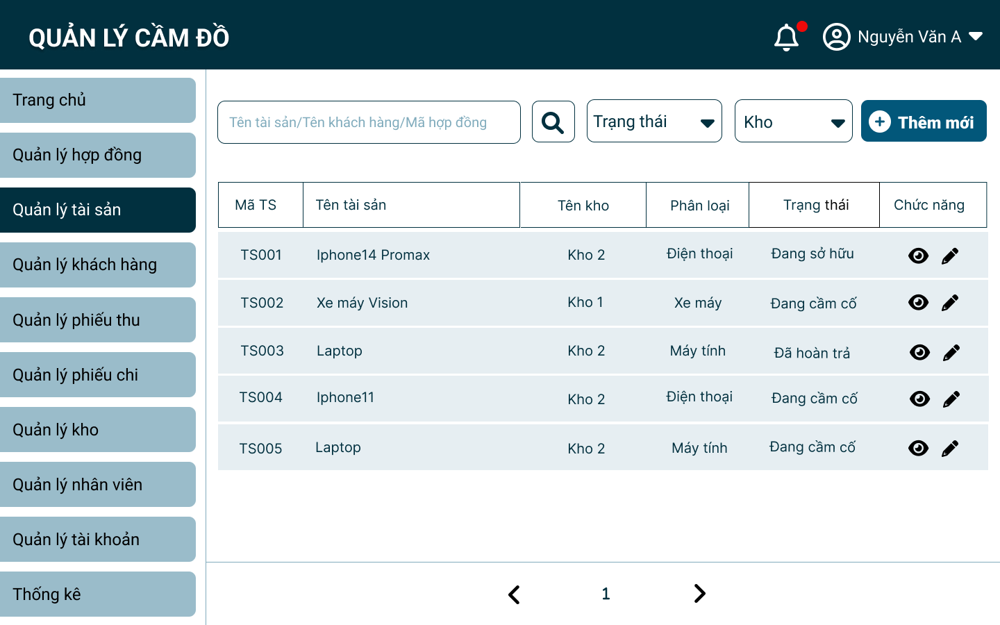 QUẢN LÝ CẦM ĐỒ
Nguyễn Văn A
Trang chủ
Quản lý hợp đồng
Quản lý tài sản
Quản lý khách hàng
Quản lý phiếu thu
Quản lý phiếu chi
Quản lý kho
Quản lý nhân viên
Quản lý tài khoản
Thống kê
Tên tài sản/Tên khách hàng/Mã hợp đồng
Trạng thái
Kho
Thêm mới
Mã TS Tên tài sản Tên kho Phân loại Trạng thái Chức năng
TS001 Iphone14 Promax Kho 2 Điện thoại Đang sở hữu
TS002 Xe máy Vision Kho 1 Xe máy Đang cầm cố
TS003 Laptop Kho 2 Máy tính Đã hoàn trả
TS004 Iphone11 Kho 2 Điện thoại Đang cầm cố
TS005 Laptop Kho 2 Máy tính Đang cầm cố
1